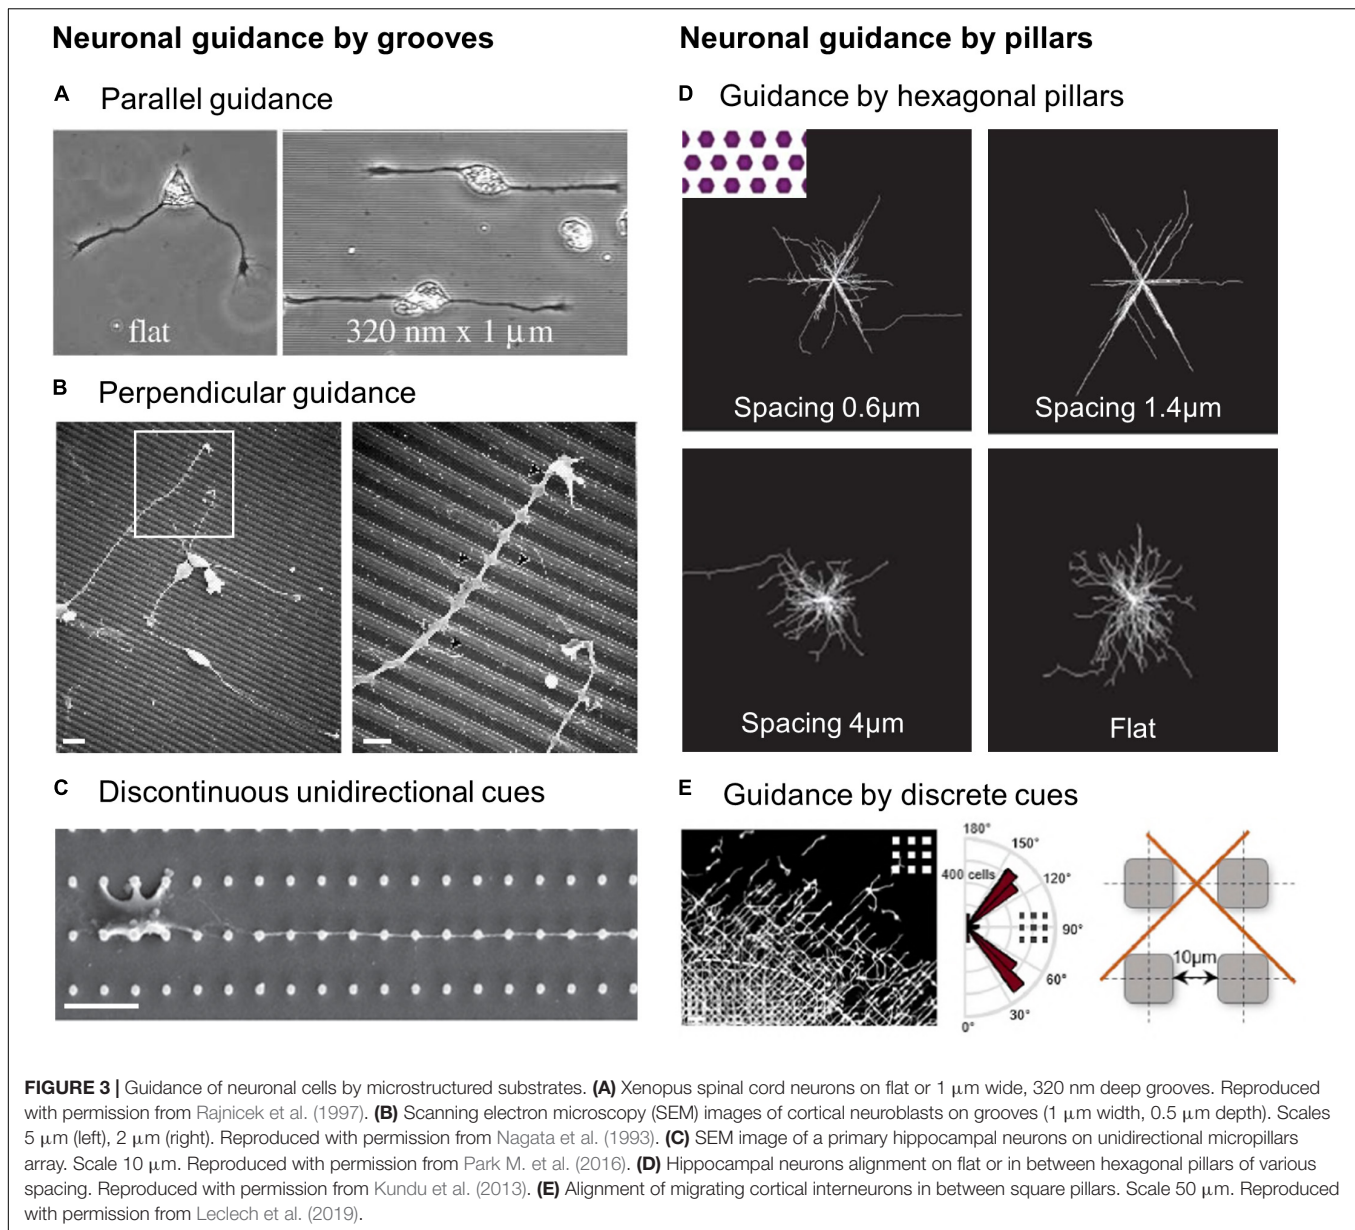 Neuronal guidance by grooves
A Parallel guidance
flat
320 nm x 1 μm
B Perpendicular guidance
C Discontinuous unidirectional cues
Neuronal guidance by pillars
D Guidance by hexagonal pillars
Spacing 0.6μm
Spacing 1.4μm
Spacing 4μm
Flat
E Guidance by discrete cues
180°
150°
400 cells
120°
90°
60°
30°
0°
10μm
FIGURE 3 | Guidance of neuronal cells by microstructured substrates. (A) Xenopus spinal cord neurons on flat or 1 μm wide, 320 nm deep grooves. Reproduced
with permission from Rajnicek et al. (1997). (B) Scanning electron microscopy (SEM) images of cortical neuroblasts on grooves (1 μm width, 0.5 μm depth). Scales
5 μm (left), 2 μm (right). Reproduced with permission from Nagata et al. (1993). (C) SEM image of a primary hippocampal neurons on unidirectional micropillars
array. Scale 10 μm. Reproduced with permission from Park M. et al. (2016). (D) Hippocampal neurons alignment on flat or in between hexagonal pillars of various
spacing. Reproduced with permission from Kundu et al. (2013). (E) Alignment of migrating cortical interneurons in between square pillars. Scale 50 μm. Reproduced
with permission from Leclech et al. (2019).